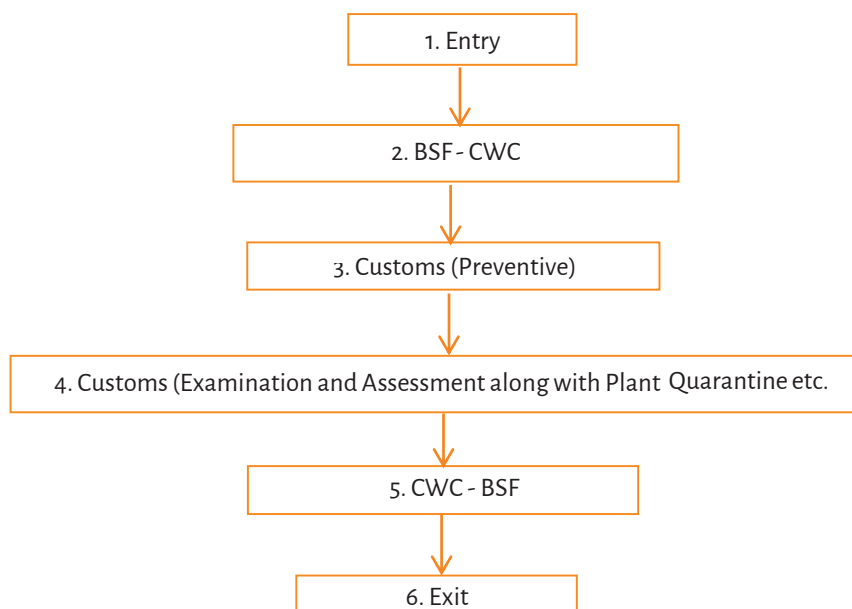 1. Entry
2. BSF - CWC
3. Customs (Preventive)
4. Customs (Examination and Assessment along with Plant Quarantine etc.
5. CWC - BSF
6. Exit